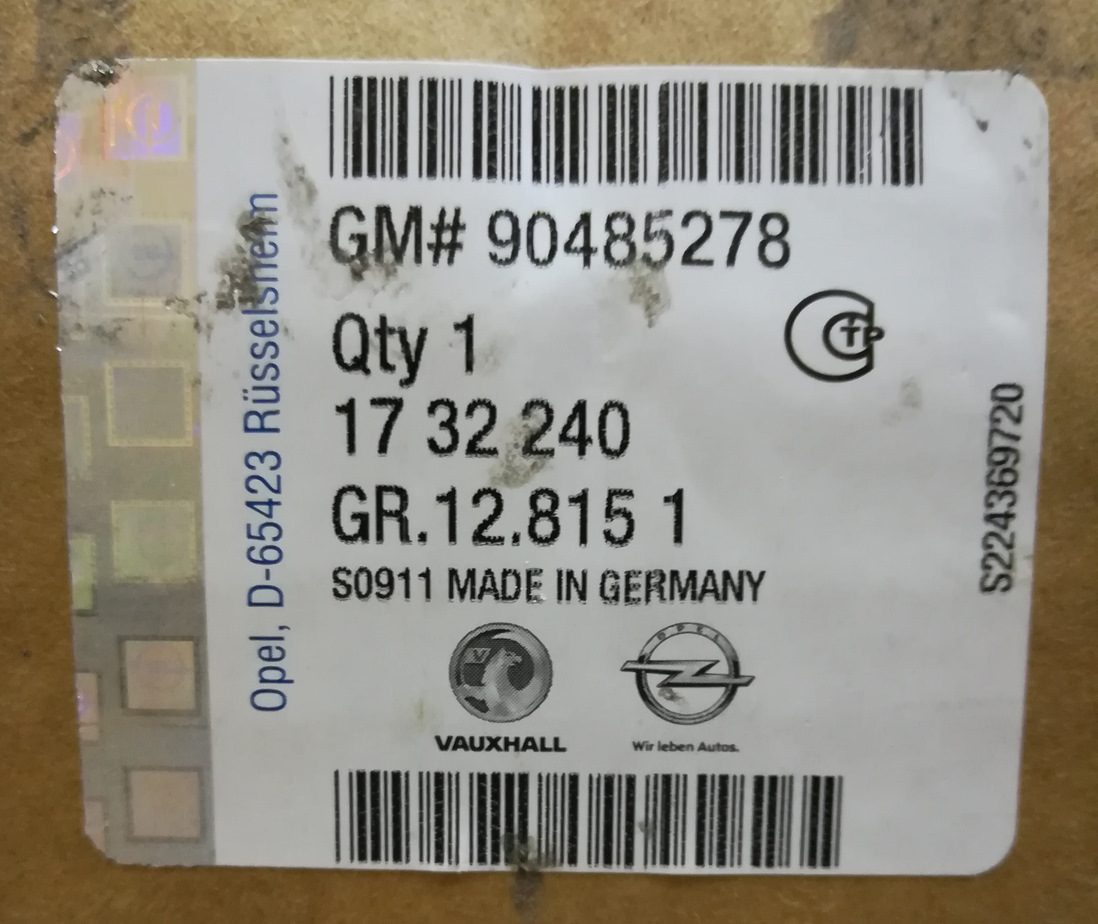 GM# 90485278
Qty 1
17 32 240
GR.12.815 1
S0911 MADE IN GERMANY
OPEL
VAUXHALL
Wir leben Autos.
Opel, D-65423 Rüsselsheim
S224369720